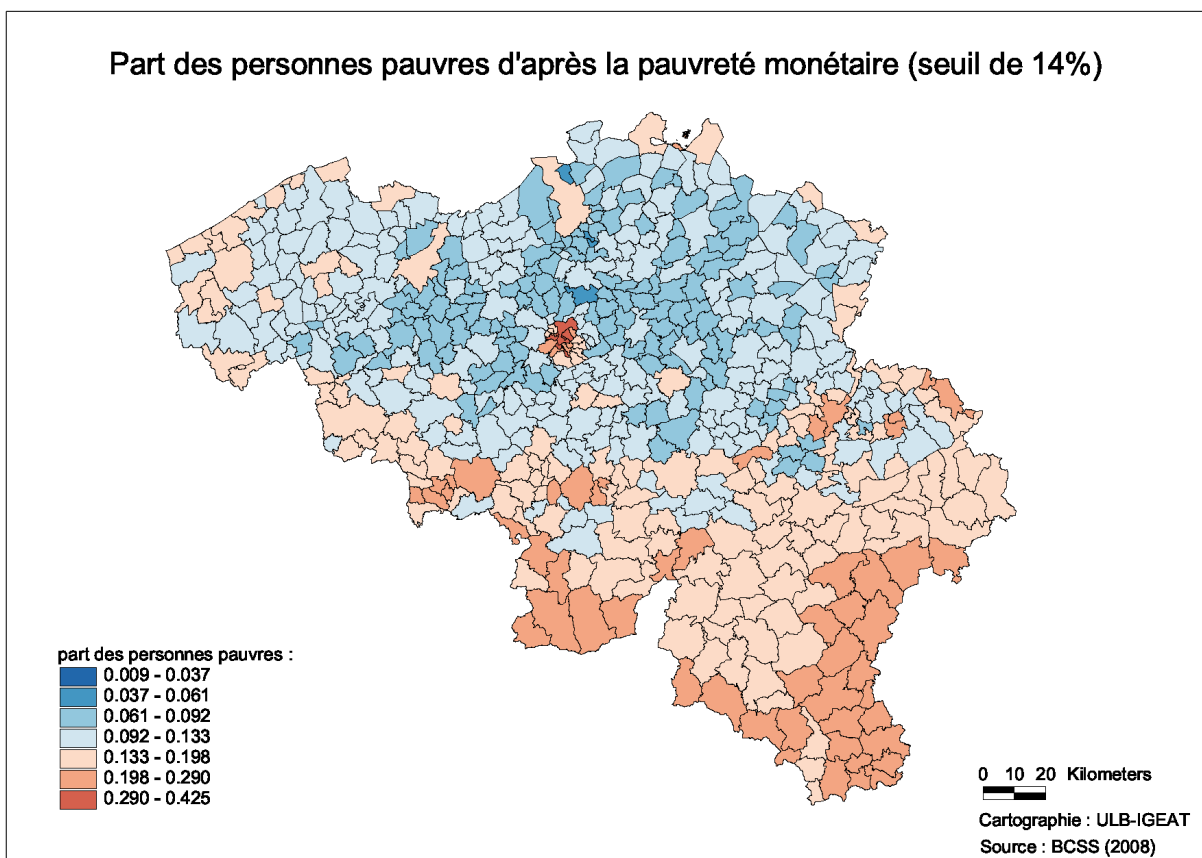 Part des personnes pauvres d'après la pauvreté monétaire (seuil de 14%)
part des personnes pauvres :
0.009 - 0.037
0.037 - 0.061
0.061 - 0.092
0.092 - 0.133
0.133 - 0.198
0.198 - 0.290
0.290 - 0.425
0 10 20 Kilometers
Cartographie : ULB-IGEAT
Source : BCSS (2008)